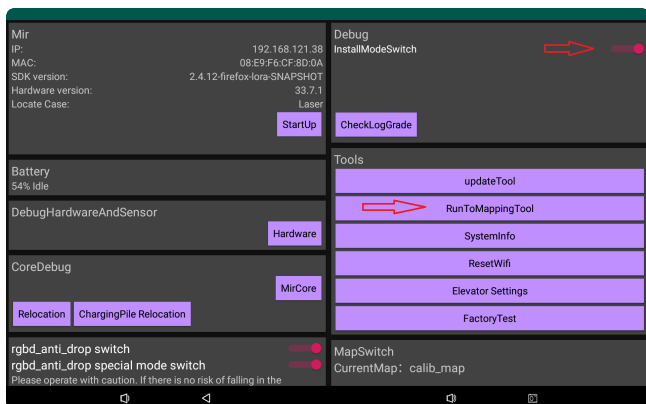 Mir
IP: 192.168.121.38
MAC: 08:E9:F6:CF:8D:0A
SDK version: 2.4.12-firefox-lora-SNAPSHOT
Hardware version: 33.7.1
Locate Case: Laser
StartUp
Battery
54% Idle
DebugHardwareAndSensor
Hardware
CoreDebug
MirCore
Relocation ChargingPile Relocation
rgbd_anti_drop switch
rgbd_anti_drop special mode switch
Please operate with caution. If there is no risk of falling in the
Debug
InstallModeSwitch
CheckLogGrade
Tools
updateTool
RunToMappingTool
SystemInfo
ResetWifi
Elevator Settings
FactoryTest
MapSwitch
CurrentMap： calib_map